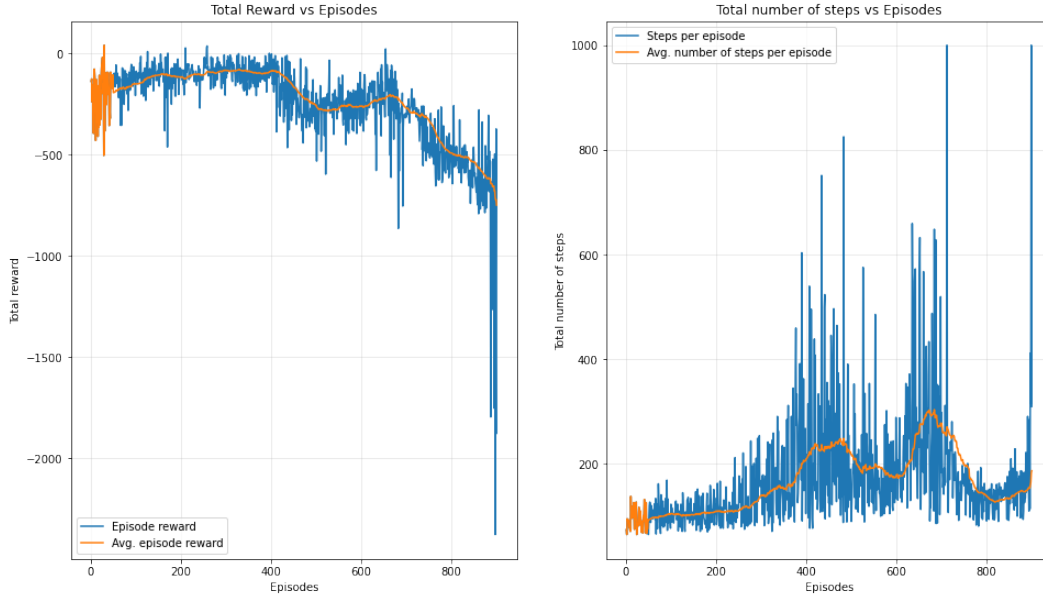 Total Reward vs Episodes
0
−500
−1000
−1500
−2000
Total reward
Episode reward
Avg. episode reward
0 200 400 600 800
Episodes
Total number of steps vs Episodes
Steps per episode
Avg. number of steps per episode
1000
800
600
400
200
Total number of steps
0 200 400 600 800
Episodes